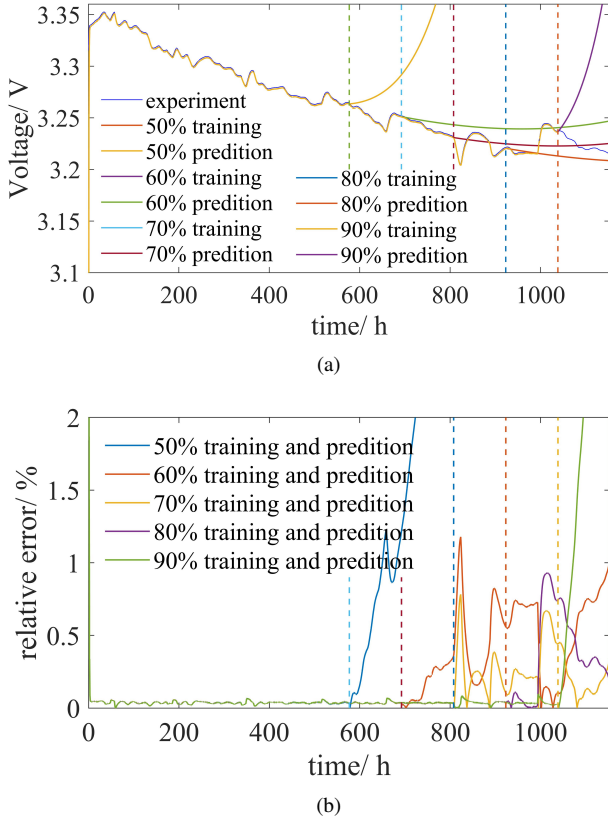 3.35
3.3
3.25
3.2
3.15
3.1
Voltage/ V
experiment
50% training
50% predition
60% training
60% predition
70% training
70% predition
80% training
80% predition
90% training
90% predition
0 200 400 600 800 1000
time/ h
(a)
2
1.5
1
0.5
0
relative error/ %
50% training and predition
60% training and predition
70% training and predition
80% training and predition
90% training and predition
0 200 400 600 800 1000
time/ h
(b)